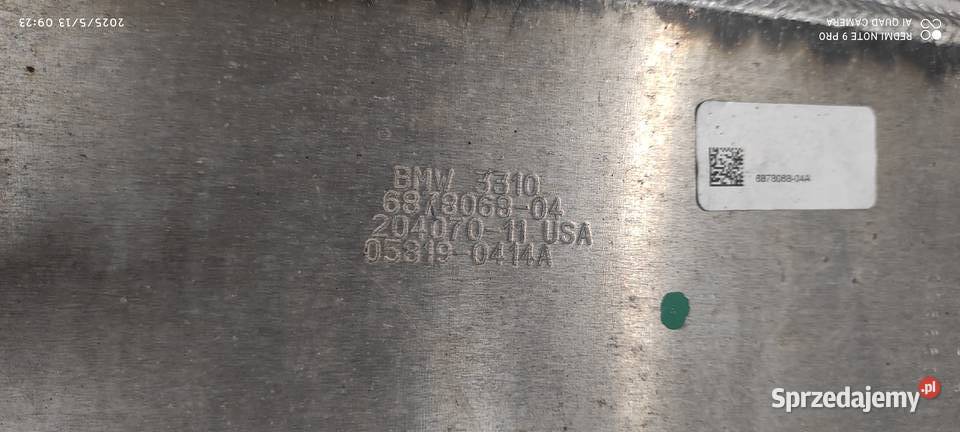 2025/5/13 09:23
REDMI NOTE 9 PRO
AI QUAD CAMERA
BMW 3310
6878068-04
204070-11 USA
05319-0414A
6878068-04A
Sprzedajemy.pl